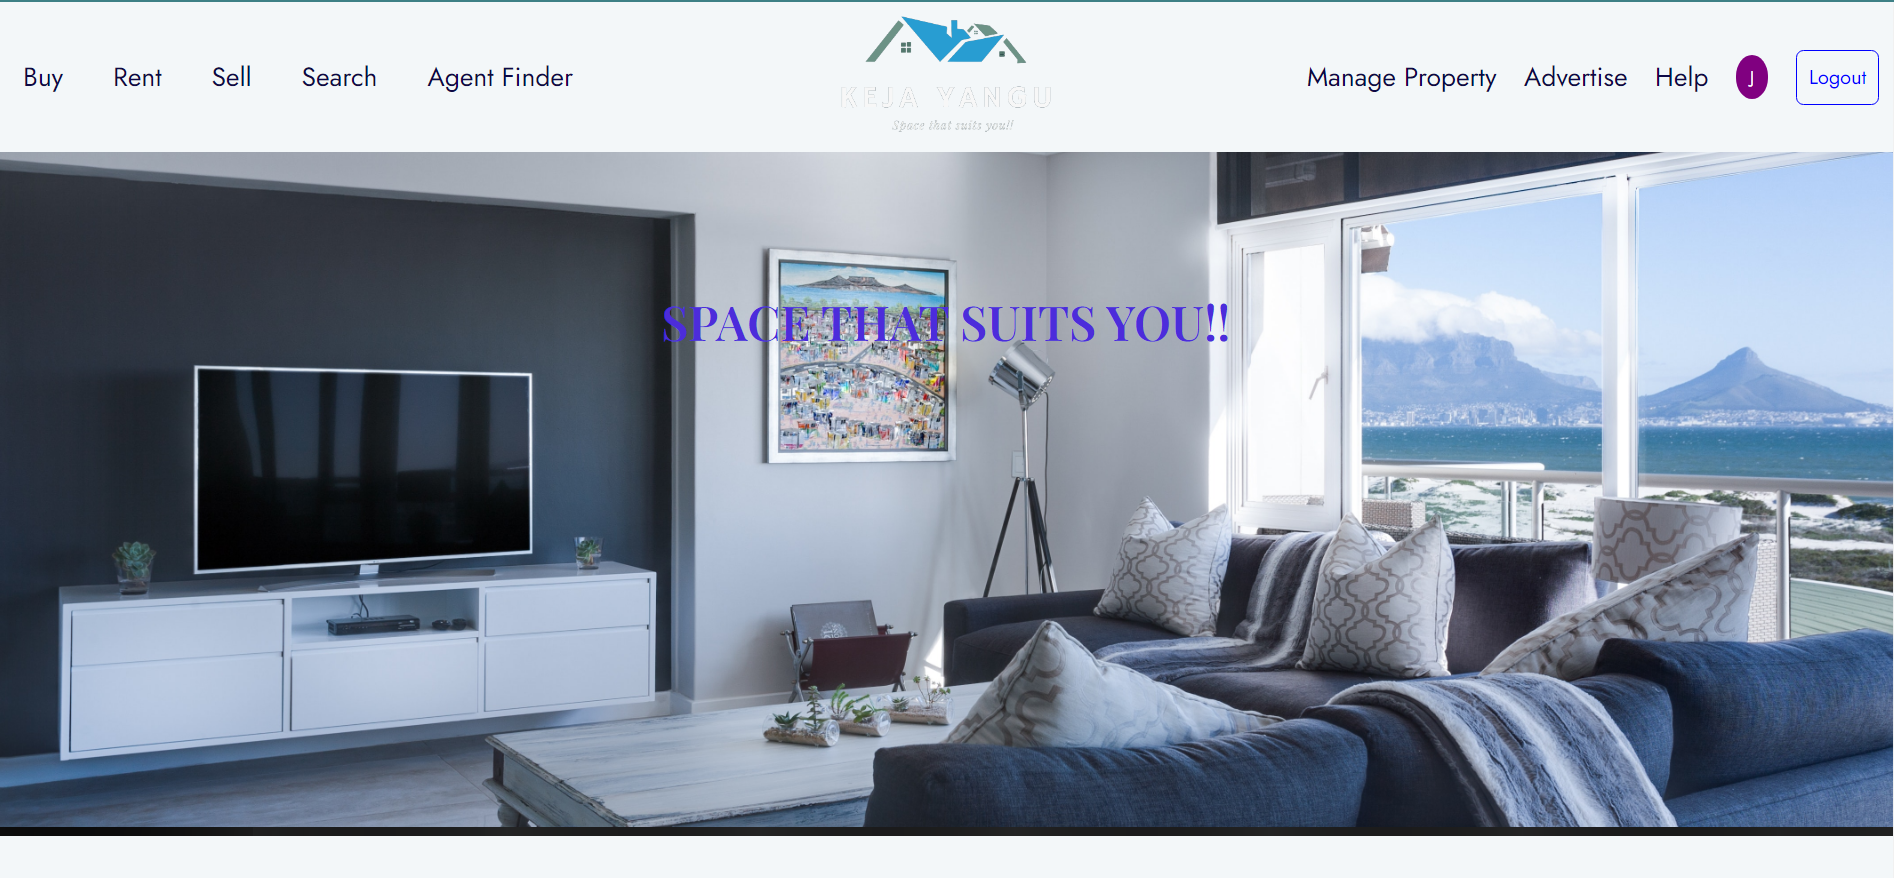 Buy Rent Sell Search Agent Finder
KEJA YANGU
Space that suits you!!
Manage Property Advertise Help J Logout
SPACE THAT SUITS YOU!!